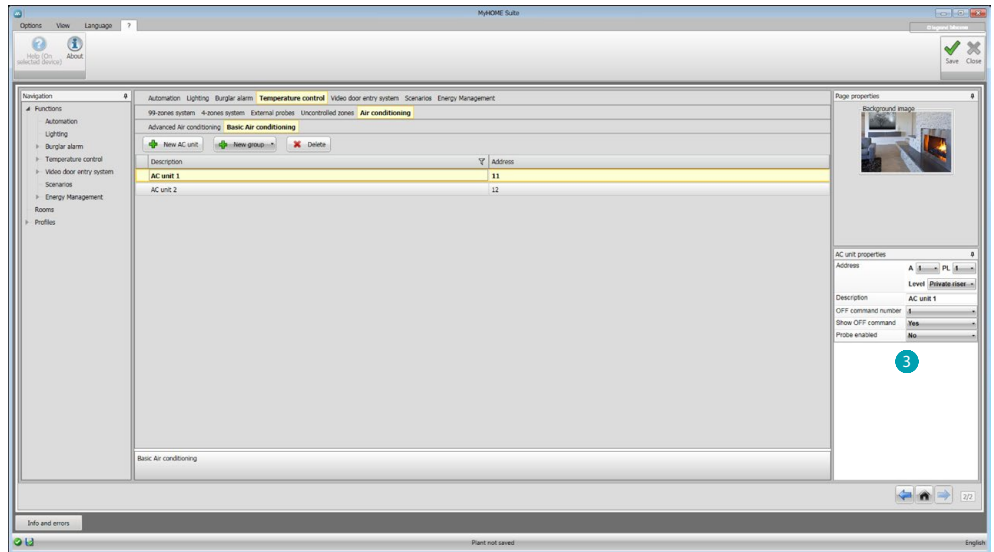 MyHOME Suite
Options View Language ?
Help (On selected device)
About
Save Close
Navigation
Functions
Automation
Lighting
Burglar alarm
Temperature control
Video door entry system
Scenarios
Energy Management
Rooms
Profiles
Automation Lighting Burglar alarm Temperature control Video door entry system Scenarios Energy Management
99-zones system 4-zones system External probes Uncontrolled zones Air conditioning
Advanced Air conditioning Basic Air conditioning
New AC unit New group Delete
Description Address
AC unit 1 11
AC unit 2 12
Basic Air conditioning
Page properties
Background image
AC unit properties
Address A 1 PL 1
Level Private riser
Description AC unit 1
OFF command number 1
Show OFF command Yes
Probe enabled No
3
2/2
Info and errors
Plant not saved
English